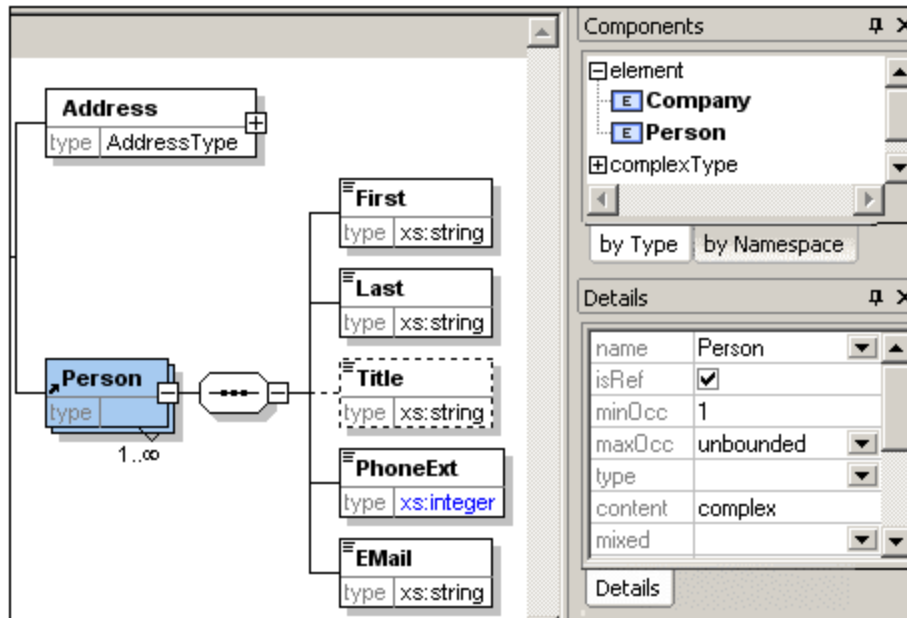 Address
type AddressType
Person
type
1..∞
First
type xs:string
Last
type xs:string
Title
type xs:string
PhoneExt
type xs:integer
EMail
type xs:string
Components
element
E Company
E Person
complexType
by Type by Namespace
Details
name Person
isRef
minOcc 1
maxOcc unbounded
type
content complex
mixed
Details